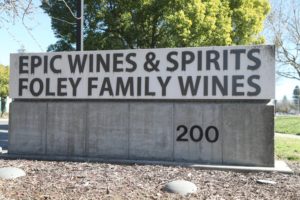 EPIC WINES & SPIRITS
FOLEY FAMILY WINES
200